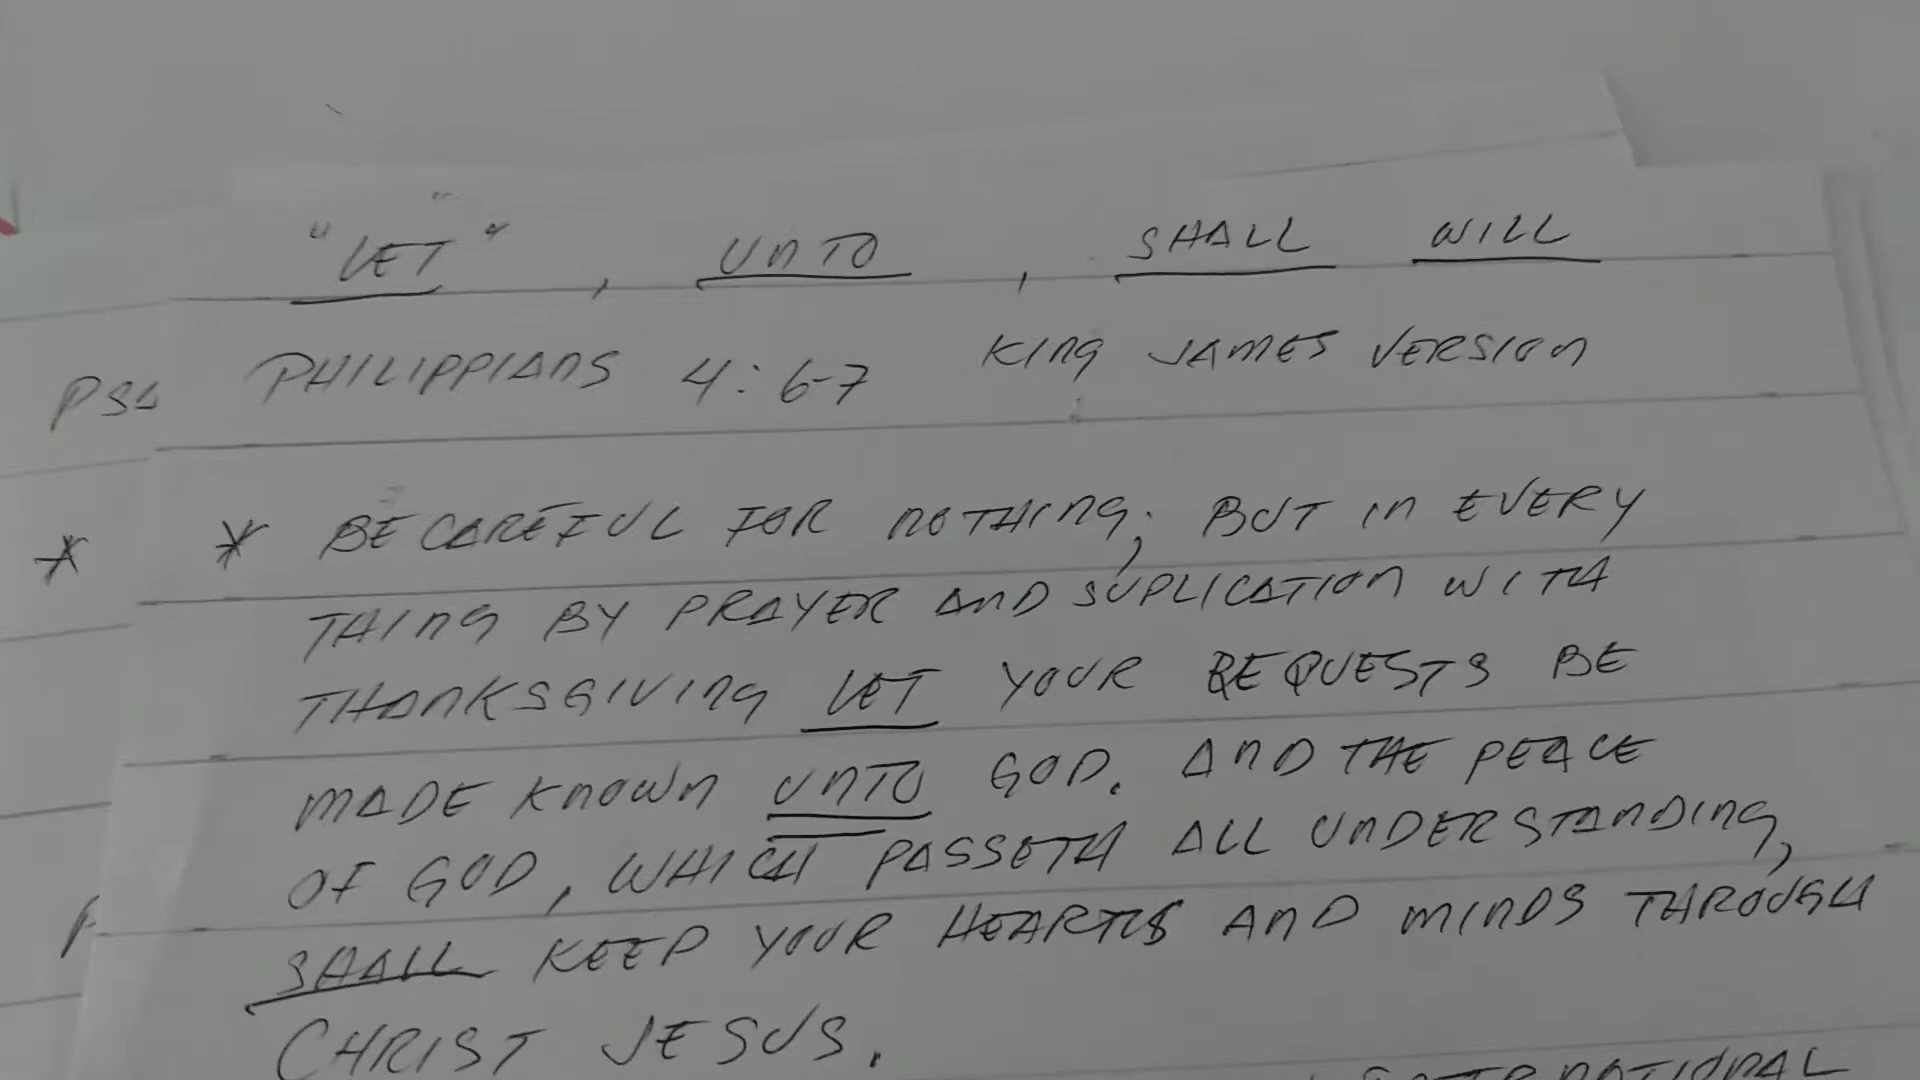 "LET" , UNTO , SHALL WILL
PHILIPPIANS 4:6-7 KING JAMES VERSION
* BE CAREFUL FOR NOTHING; BUT IN EVERY
THING BY PRAYER AND SUPLICATION WITH
THANKSGIVING LET YOUR REQUESTS BE
MADE KNOWN UNTO GOD. AND THE PEACE
OF GOD, WHICH PASSETH ALL UNDERSTANDING,
SHALL KEEP YOUR HEARTS AND MINDS THROUGH
CHRIST JESUS.